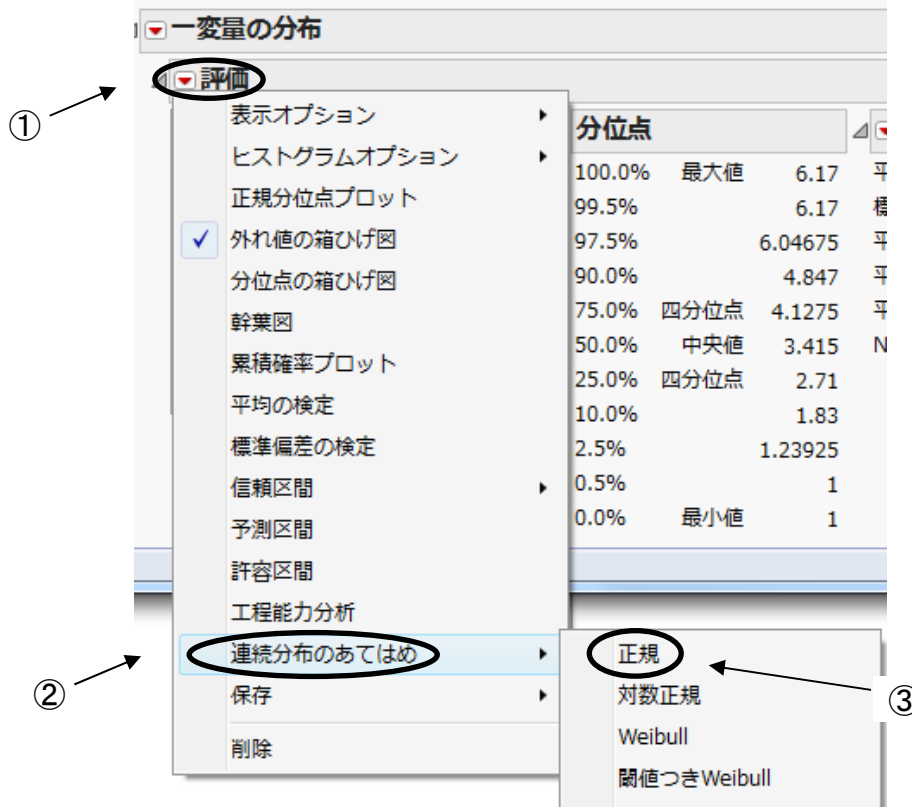 一変量の分布
①
評価
表示オプション
ヒストグラムオプション
正規分位点プロット
外れ値の箱ひげ図
分位点の箱ひげ図
幹葉図
累積確率プロット
平均の検定
標準偏差の検定
信頼区間
予測区間
許容区間
工程能力分析
② 連続分布のあてはめ
保存
削除
分位点
100.0% 最大値 6.17 平
99.5% 6.17 標
97.5% 6.04675 平
90.0% 4.847 平
75.0% 四分位点 4.1275 平
50.0% 中央値 3.415 N
25.0% 四分位点 2.71
10.0% 1.83
2.5% 1.23925
0.5% 1
0.0% 最小値 1
正規
③
対数正規
Weibull
閾値つきWeibull